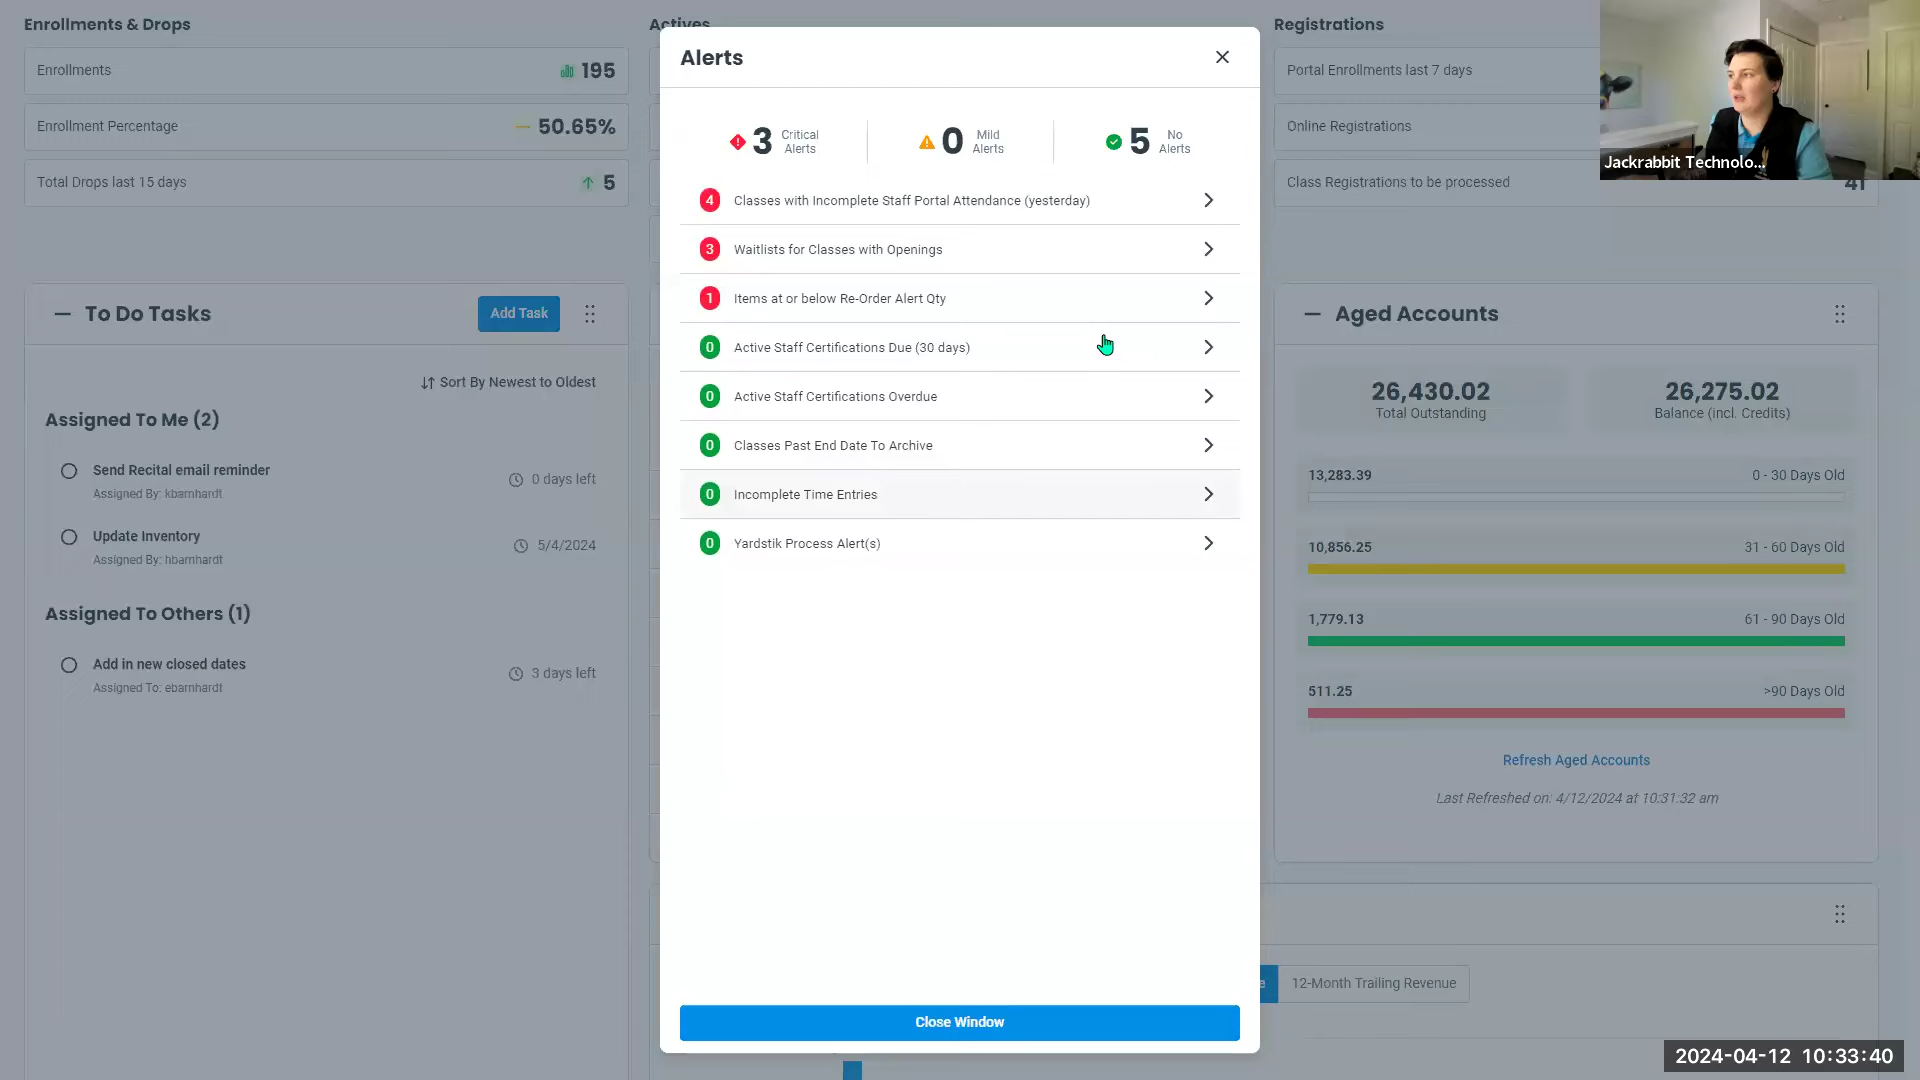 Enrollments & Drops
Enrollments
195
Enrollment Percentage
50.65%
Total Drops last 15 days
5
Actives
Registrations
Portal Enrollments last 7 days
Online Registrations
Class Registrations to be processed
41
Jackrabbit Technolo...
Alerts
3 Critical Alerts
0 Mild Alerts
5 No Alerts
4 Classes with Incomplete Staff Portal Attendance (yesterday)
3 Waitlists for Classes with Openings
1 Items at or below Re-Order Alert Qty
0 Active Staff Certifications Due (30 days)
0 Active Staff Certifications Overdue
0 Classes Past End Date To Archive
0 Incomplete Time Entries
0 Yardstik Process Alert(s)
Close Window
To Do Tasks
Add Task
Sort By Newest to Oldest
Assigned To Me (2)
Send Recital email reminder
0 days left
Assigned By: kbarnhardt
Update Inventory
5/4/2024
Assigned By: hbarnhardt
Assigned To Others (1)
Add in new closed dates
3 days left
Assigned To: ebarnhardt
Aged Accounts
26,430.02
Total Outstanding
26,275.02
Balance (incl. Credits)
13,283.39
0 - 30 Days Old
10,856.25
31 - 60 Days Old
1,779.13
61 - 90 Days Old
511.25
>90 Days Old
Refresh Aged Accounts
Last Refreshed on: 4/12/2024 at 10:31:32 am
e
12-Month Trailing Revenue
2024-04-12 10:33:40